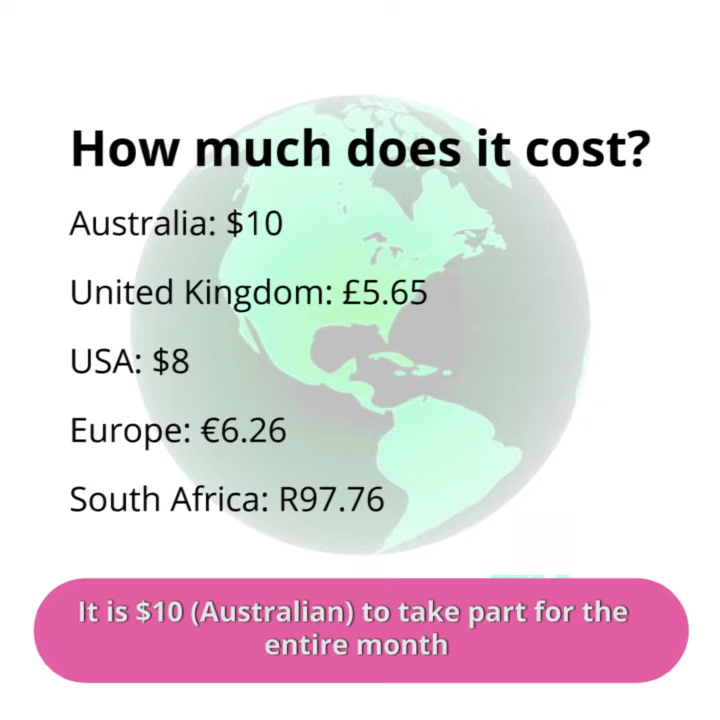 How much does it cost?
Australia: $10
United Kingdom: £5.65
USA: $8
Europe: €6.26
South Africa: R97.76
It is $10 (Australian) to take part for the
entire month